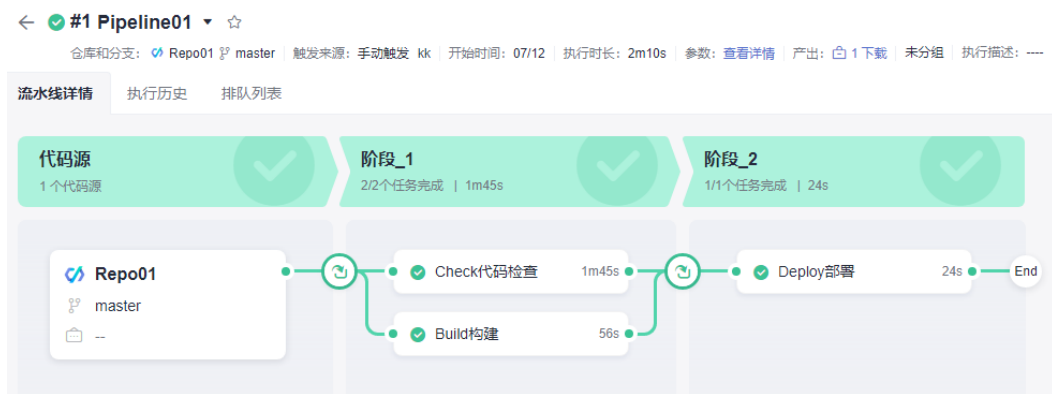 #1 Pipeline01
仓库和分支: Repo01 master 触发来源: 手动触发 kk 开始时间: 07/12 执行时长: 2m10s 参数: 查看详情 产出: 1 下载 未分组 执行描述: ----
流水线详情 执行历史 排队列表
代码源 阶段_1 阶段_2
1 个代码源 2/2个任务完成 | 1m45s 1/1个任务完成 | 24s
Repo01 Check代码检查 1m45s Deploy部署 24s End
master
Build构建 56s
--